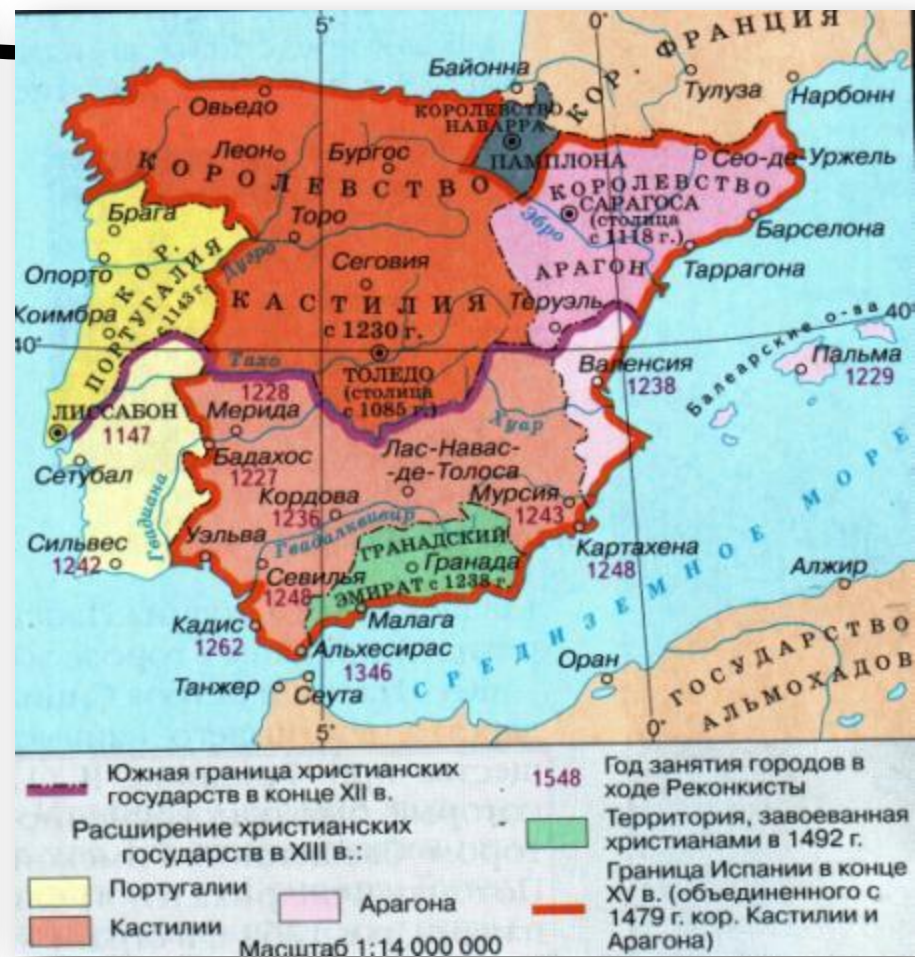 5°
0°
КОР. ФРАНЦИЯ
Байонна
Тулуза
Нарбонн
Овьедо
КОРОЛЕВСТВО
НАВАРРА
Леон
Бургос
ПАМПЛОНА
Сео-де-Уржель
КОРОЛЕВСТВО
КОРОЛЕВСТВО
САРАГОСА
(столица
с 1118 г.)
Брага
Торо
Эбро
Барселона
КОР.
ПОРТУГАЛИЯ
с 1143 г.
Дуэро
Опорто
Сеговия
АРАГОН
Таррагона
Коимбра
КАСТИЛИЯ
с 1230 г.
Теруэль
40°
40°
Тахо
ТОЛЕДО
(столица
с 1085 г.)
Валенсия
1238
Балеарские о-ва
Пальма
1229
1228
ЛИССАБОН
1147
Мерида
Хуар
Сетубал
Бадахос
1227
Лас-Навас-
-де-Толоса
Гвадиана
Кордова
1236
Мурсия
1243
Гвадалквивир
Сильвес
1242
Уэльва
ГРАНАДСКИЙ
Гранада
ЭМИРАТ с 1238 г.
Картахена
1248
Севилья
1248
Алжир
Кадис
1262
Малага
СРЕДИЗЕМНОЕ МОРЕ
Альхесирас
1346
Оран
ГОСУДАРСТВО
АЛЬМОХАДОВ
Танжер
Сеута
5°
0°
Южная граница христианских
государств в конце XII в.
Расширение христианских
государств в XIII в.:
Португалии
Арагона
Кастилии
Масштаб 1:14 000 000
1548
Год занятия городов в
ходе Реконкисты
Территория, завоеванная
христианами в 1492 г.
Граница Испании в конце
XV в. (объединенного с
1479 г. кор. Кастилии и
Арагона)